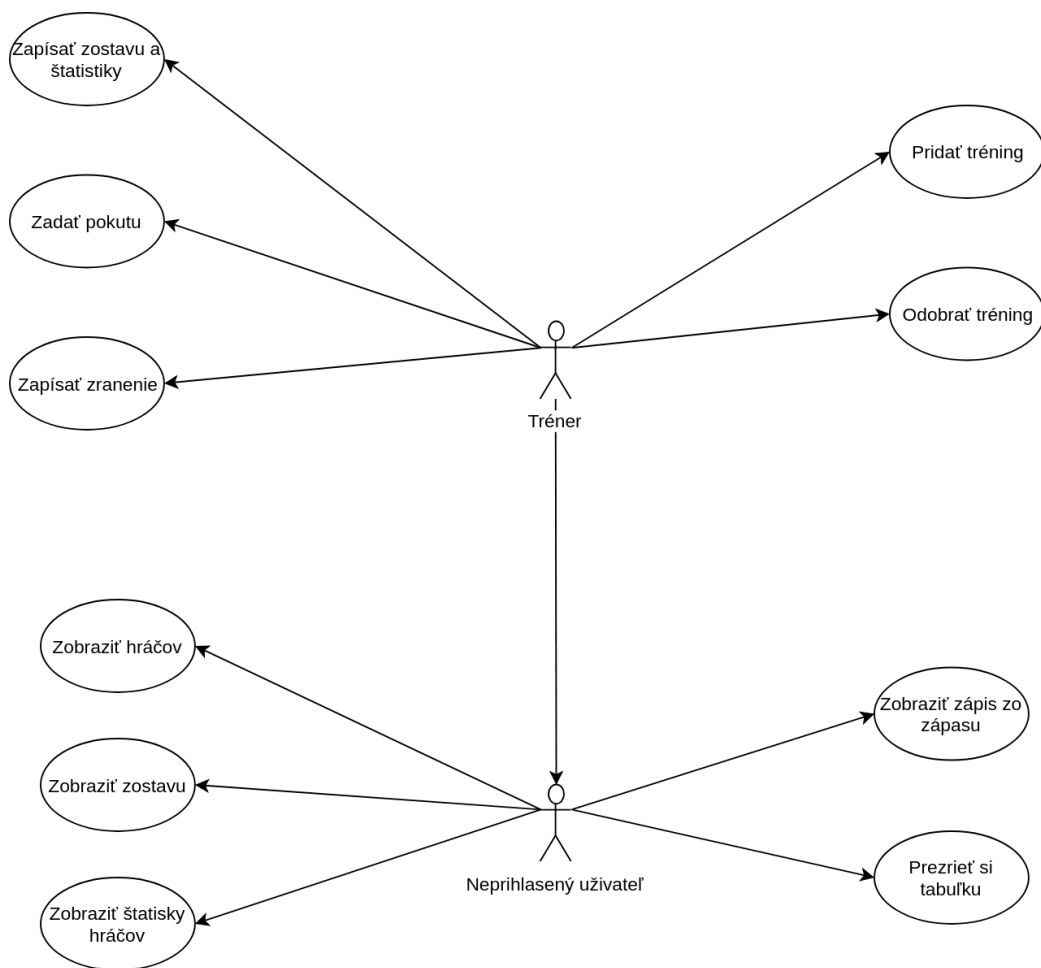 Zapísať zostavu a
štatistiky
Pridať tréning
Zadať pokutu
Odobrať tréning
Zapísať zranenie
Tréner
Zobraziť hráčov
Zobraziť zápis zo
zápasu
Zobraziť zostavu
Neprihlasený uživateľ
Prezrieť si
tabuľku
Zobraziť štatisky
hráčov